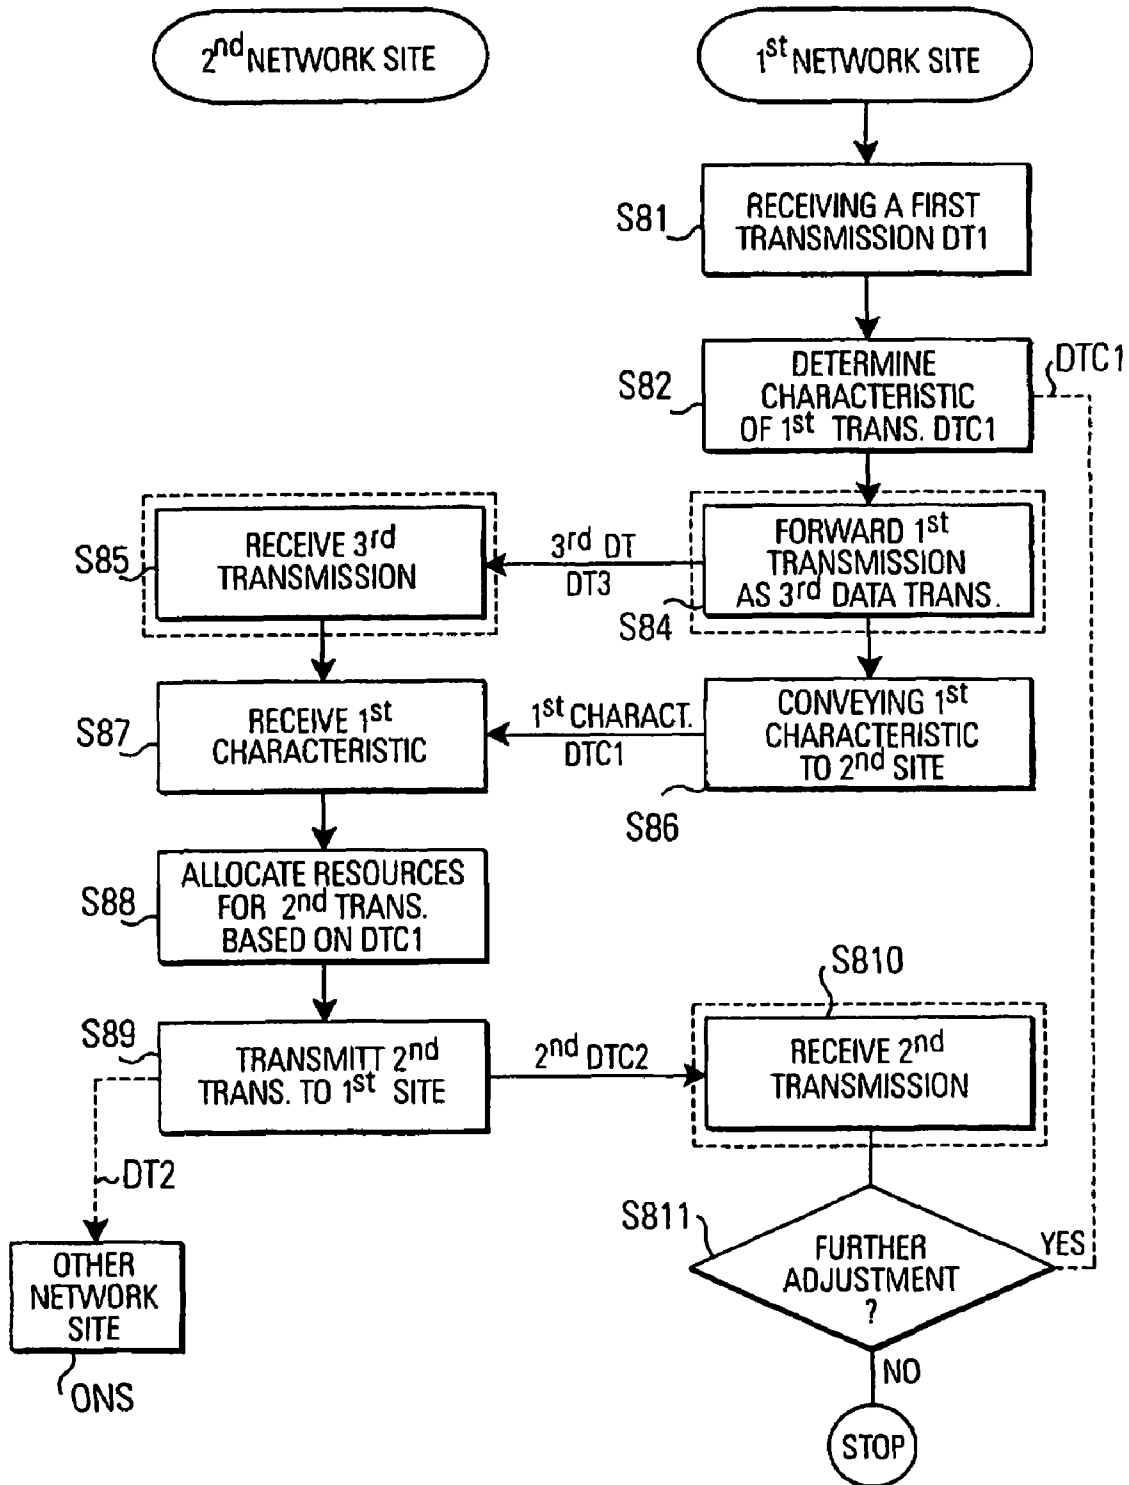 2nd NETWORK SITE
1st NETWORK SITE
S81
RECEIVING A FIRST
TRANSMISSION DT1
S82
DETERMINE
CHARACTERISTIC
OF 1st TRANS. DTC1
DTC1
S85
RECEIVE 3rd
TRANSMISSION
3rd DT
DT3
FORWARD 1st
TRANSMISSION
AS 3rd DATA TRANS.
S84
S87
RECEIVE 1st
CHARACTERISTIC
1st CHARACT.
DTC1
CONVEYING 1st
CHARACTERISTIC
TO 2nd SITE
S86
S88
ALLOCATE RESOURCES
FOR 2nd TRANS.
BASED ON DTC1
S89
TRANSMITT 2nd
TRANS. TO 1st SITE
2nd DTC2
S810
RECEIVE 2nd
TRANSMISSION
DT2
S811
FURTHER
ADJUSTMENT
?
YES
OTHER
NETWORK
SITE
ONS
NO
STOP